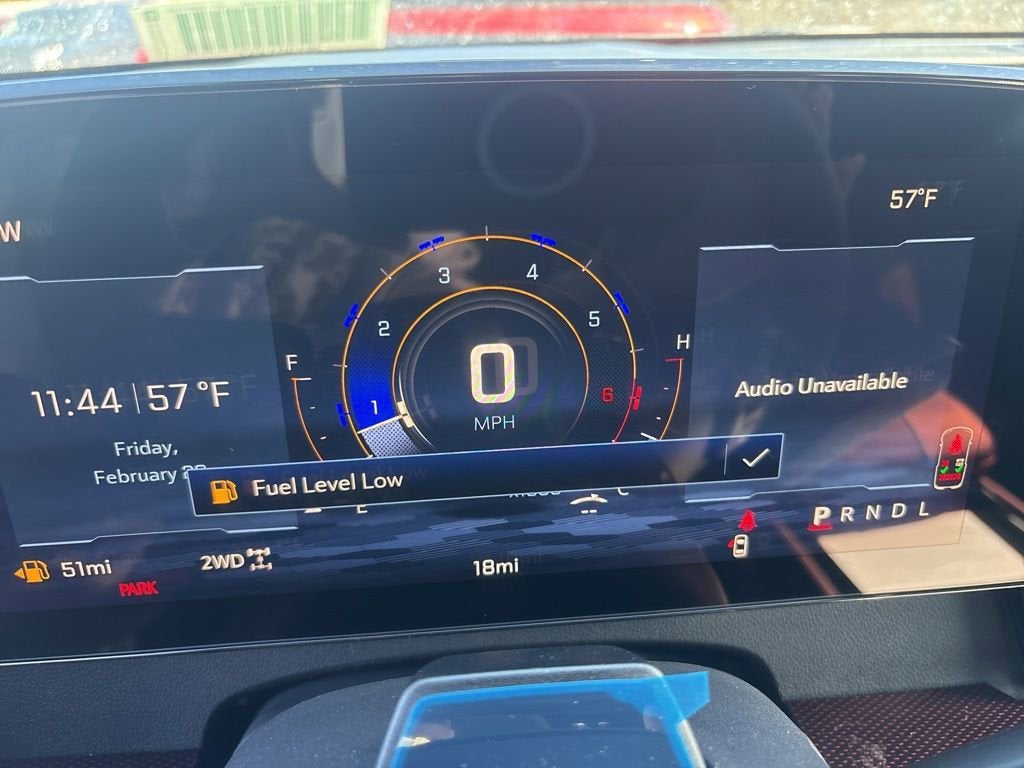 W
57°F
3
4
2
5
F
H
1
6
0
MPH
11:44 | 57 °F
Friday,
February
Audio Unavailable
Fuel Level Low
E
C
P R N D L
51mi
2WD
18mi
PARK